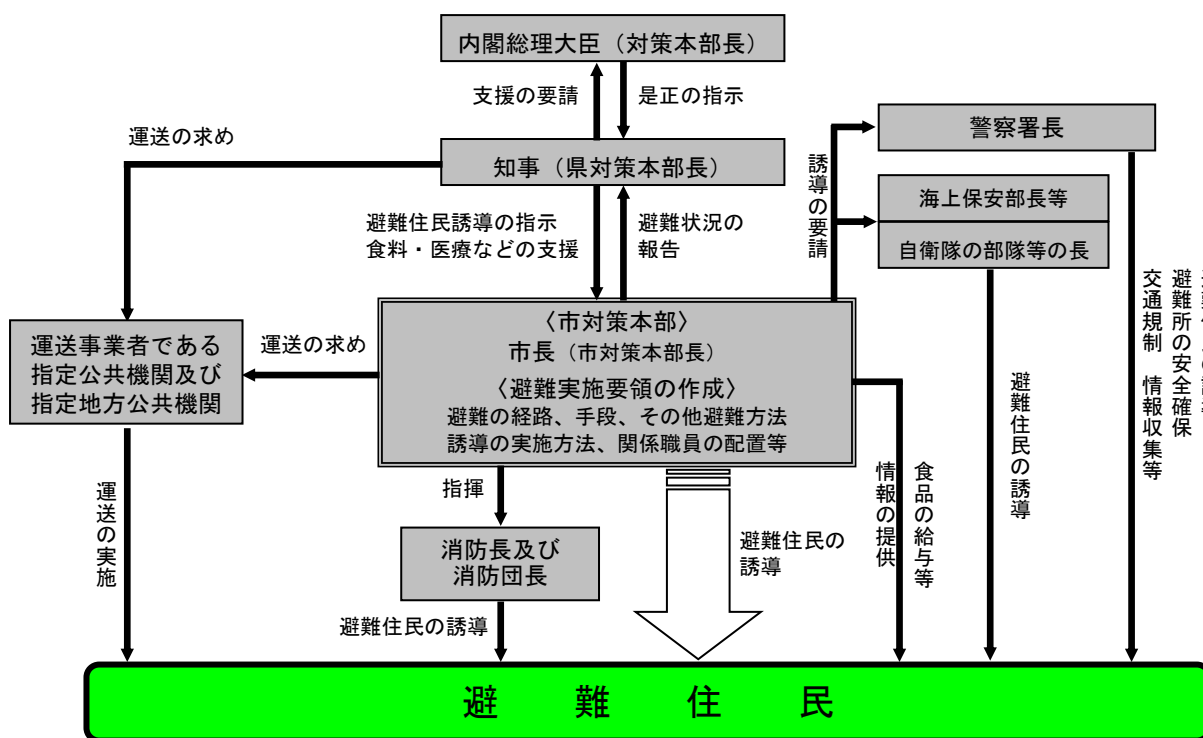 内閣総理大臣（対策本部長）
支援の要請
是正の指示
運送の求め
知事（県対策本部長）
警察署長
誘導の要請
海上保安部長等
自衛隊の部隊等の長
避難住民誘導の指示
食料・医療などの支援
避難状況の
報告
運送事業者である
指定公共機関及び
指定地方公共機関
運送の求め
〈市対策本部〉
市長（市対策本部長）
〈避難実施要領の作成〉
避難の経路、手段、その他避難方法
誘導の実施方法、関係職員の配置等
避難所の安全確保
交通規制　情報収集等
避難住民の誘導
食品の給与等
情報の提供
運送の実施
指揮
消防長及び
消防団長
避難住民の
誘導
避難住民の誘導
避　難　住　民